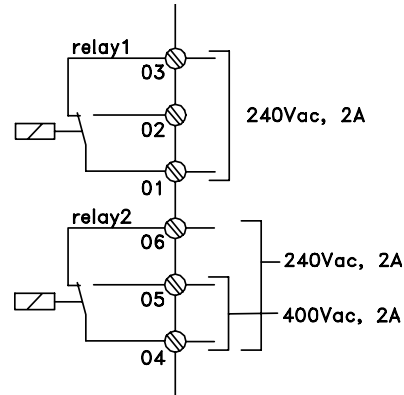 relay1
03
02
240Vac, 2A
01
relay2
06
240Vac, 2A
05
400Vac, 2A
04